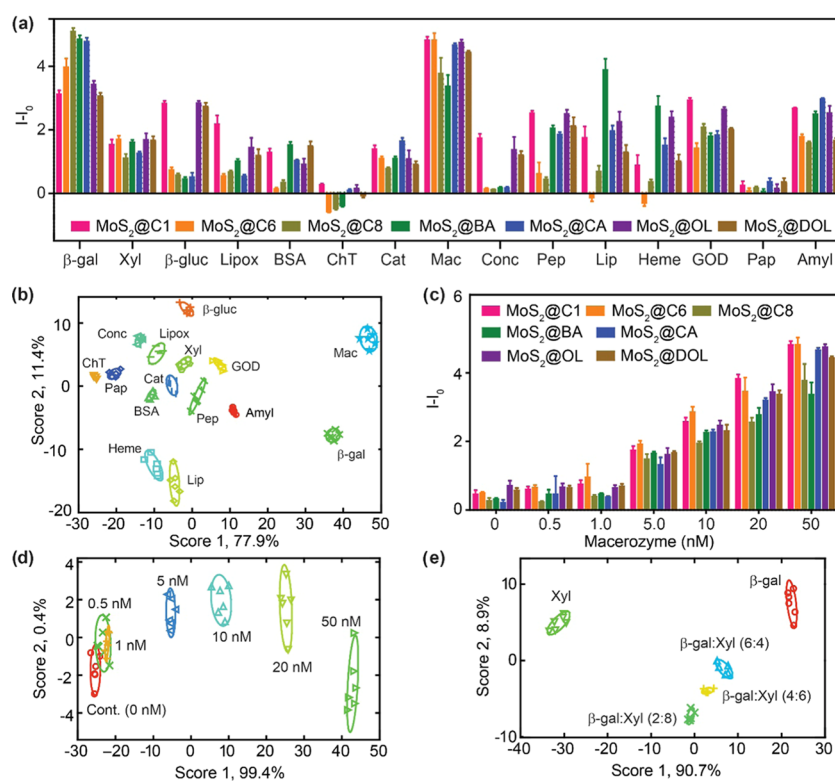 (a)
4
2
0
I-I₀
MoS₂@C1 MoS₂@C6 MoS₂@C8 MoS₂@BA MoS₂@CA MoS₂@OL MoS₂@DOL
β-gal Xyl β-gluc Lipox BSA ChT Cat Mac Conc Pep Lip Heme GOD Pap Amyl
(b)
20
10
0
-10
-20
Score 2, 11.4%
β-gluc
Conc
Lipox
Xyl
Mac
GOD
ChT
Pap
Cat
BSA
Pep
Amyl
β-gal
Heme
Lip
-30 -20 -10 0 10 20 30 40 50
Score 1, 77.9%
(c)
6
4
2
0
I-I₀
MoS₂@C1 MoS₂@C6 MoS₂@C8
MoS₂@BA MoS₂@CA
MoS₂@OL MoS₂@DOL
0 0.5 1.0 5.0 10 20 50
Macerozyme (nM)
(d)
4
2
0
-2
-4
Score 2, 0.4%
0.5 nM
5 nM
1 nM
10 nM
20 nM
50 nM
Cont. (0 nM)
-30 -20 -10 0 10 20 30 40 50
Score 1, 99.4%
(e)
10
0
-10
Score 2, 8.9%
Xyl
β-gal
β-gal:Xyl (6:4)
β-gal:Xyl (4:6)
β-gal:Xyl (2:8)
-40 -30 -20 -10 0 10 20 30
Score 1, 90.7%